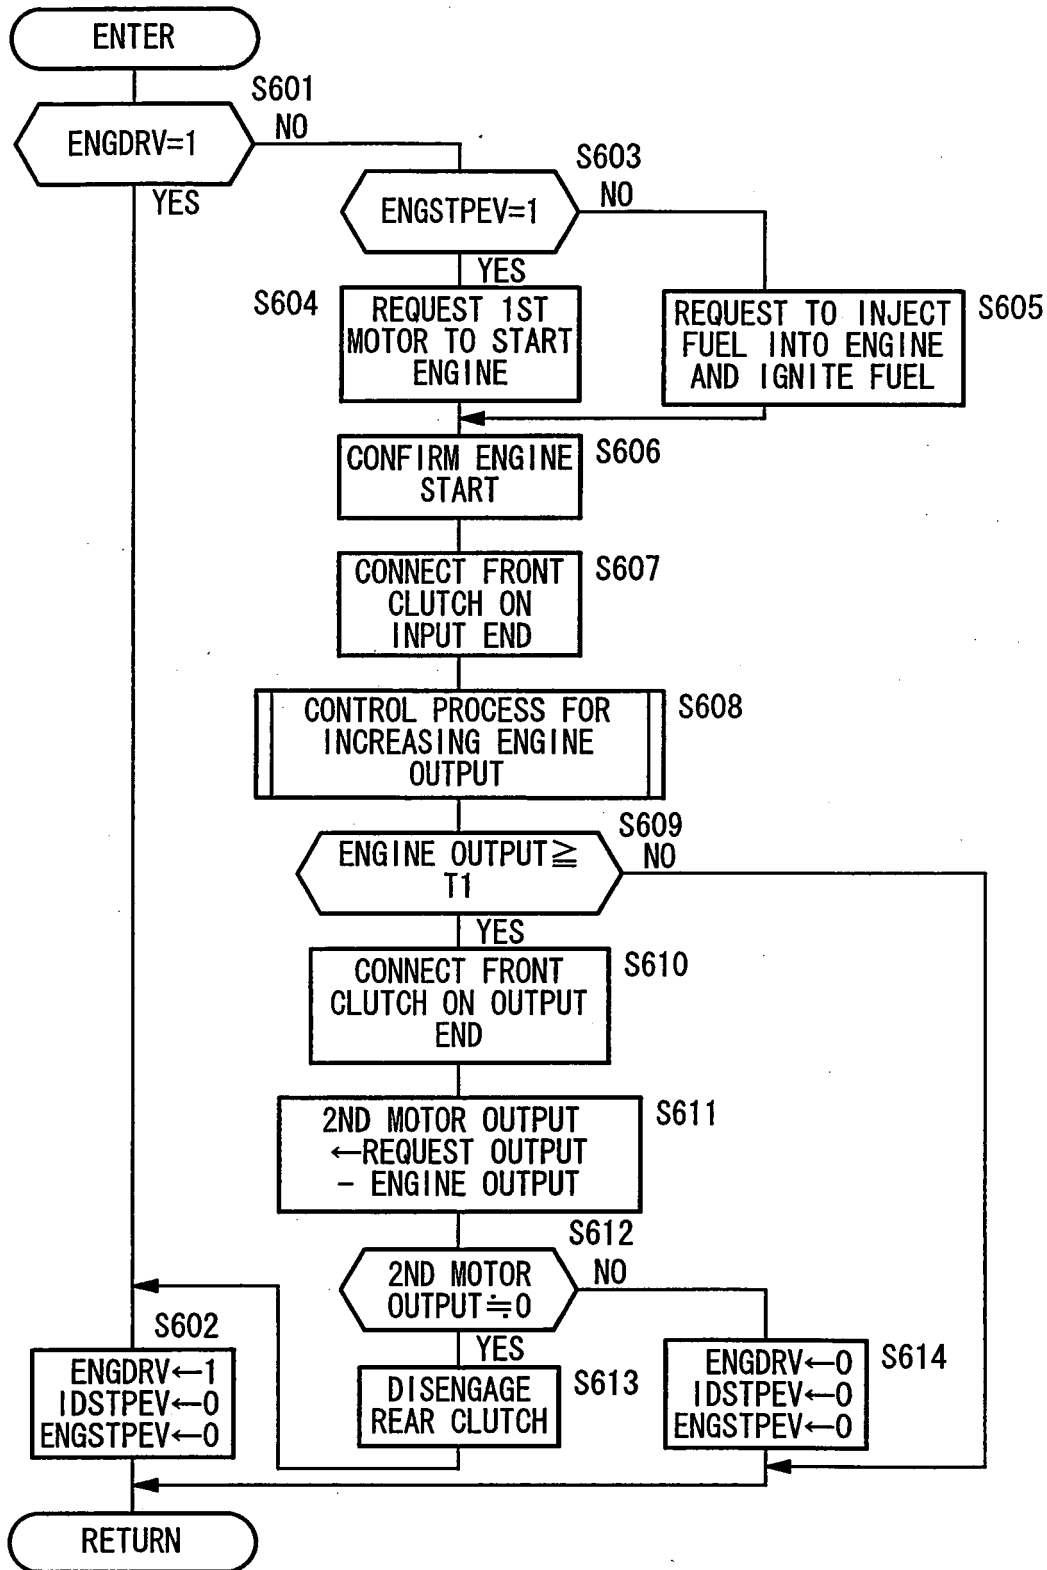 ENTER
S601
ENGDRV=1
NO
YES
S603
ENGSTPEV=1
NO
YES
S604
REQUEST 1ST
MOTOR TO START
ENGINE
REQUEST TO INJECT
FUEL INTO ENGINE
AND IGNITE FUEL
S605
CONFIRM ENGINE
START
S606
CONNECT FRONT
CLUTCH ON
INPUT END
S607
CONTROL PROCESS FOR
INCREASING ENGINE
OUTPUT
S608
S609
ENGINE OUTPUT≧
T1
NO
YES
CONNECT FRONT
CLUTCH ON OUTPUT
END
S610
2ND MOTOR OUTPUT
←REQUEST OUTPUT
− ENGINE OUTPUT
S611
S612
2ND MOTOR
OUTPUT≒0
NO
YES
S602
ENGDRV←1
IDSTPEV←0
ENGSTPEV←0
DISENGAGE
REAR CLUTCH
S613
ENGDRV←0
IDSTPEV←0
ENGSTPEV←0
S614
RETURN